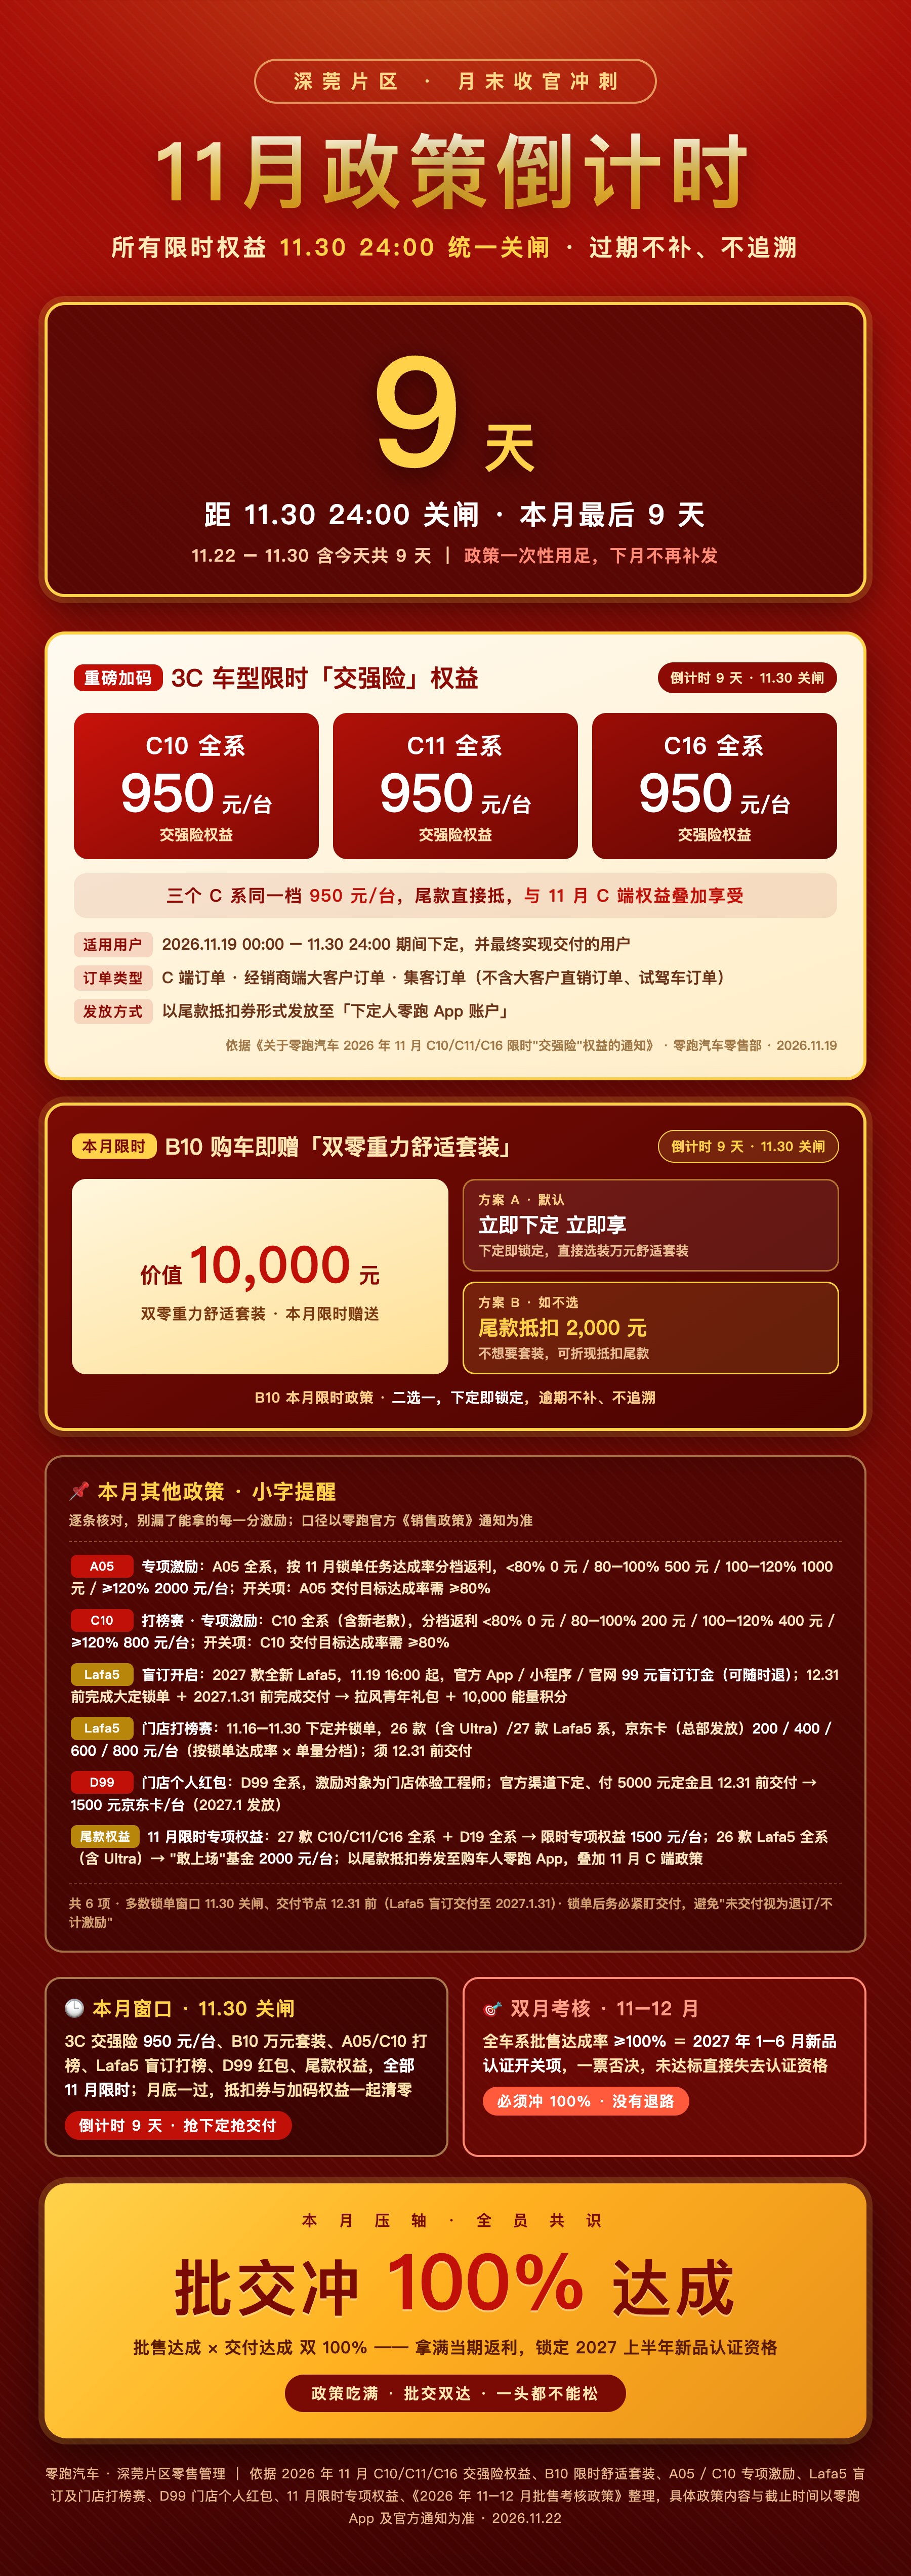 深莞片区 · 月末收官冲刺
11月政策倒计时
所有限时权益 11.30 24:00 统一关闸 · 过期不补、不追溯
9 天
距 11.30 24:00 关闸 · 本月最后 9 天
11.22 — 11.30 含今天共 9 天 | 政策一次性用足，下月不再补发
重磅加码 3C 车型限时「交强险」权益 倒计时 9 天 · 11.30 关闸
C10 全系 C11 全系 C16 全系
950 元/台 950 元/台 950 元/台
交强险权益 交强险权益 交强险权益
三个 C 系同一档 950 元/台，尾款直接抵，与 11 月 C 端权益叠加享受
适用用户 2026.11.19 00:00 — 11.30 24:00 期间下定，并最终实现交付的用户
订单类型 C 端订单 · 经销商端大客户订单 · 集客订单（不含大客户直销订单、试驾车订单）
发放方式 以尾款抵扣券形式发放至「下定人零跑 App 账户」
依据《关于零跑汽车 2026 年 11 月 C10/C11/C16 限时"交强险"权益的通知》 · 零跑汽车零售部 · 2026.11.19
本月限时 B10 购车即赠「双零重力舒适套装」 倒计时 9 天 · 11.30 关闸
价值 10,000 元
双零重力舒适套装 · 本月限时赠送
方案 A · 默认
立即下定 立即享
下定即锁定，直接选装万元舒适套装
方案 B · 如不选
尾款抵扣 2,000 元
不想要套装，可折现抵扣尾款
B10 本月限时政策 · 二选一，下定即锁定，逾期不补、不追溯
📌 本月其他政策 · 小字提醒
逐条核对，别漏了能拿的每一分激励；口径以零跑官方《销售政策》通知为准
A05 专项激励：A05 全系，按 11 月锁单任务达成率分档返利，<80% 0 元 / 80—100% 500 元 / 100—120% 1000
元 / ≥120% 2000 元/台；开关项：A05 交付目标达成率需 ≥80%
C10 打榜赛 · 专项激励：C10 全系（含新老款），分档返利 <80% 0 元 / 80—100% 200 元 / 100—120% 400 元 /
≥120% 800 元/台；开关项：C10 交付目标达成率需 ≥80%
Lafa5 盲订开启：2027 款全新 Lafa5，11.19 16:00 起，官方 App / 小程序 / 官网 99 元盲订订金（可随时退）；12.31
前完成大定锁单 + 2027.1.31 前完成交付 → 拉风青年礼包 + 10,000 能量积分
Lafa5 门店打榜赛：11.16—11.30 下定并锁单，26 款（含 Ultra）/27 款 Lafa5 系，京东卡（总部发放）200 / 400 /
600 / 800 元/台（按锁单达成率 × 单量分档）；须 12.31 前交付
D99 门店个人红包：D99 全系，激励对象为门店体验工程师；官方渠道下定、付 5000 元定金且 12.31 前交付 →
1500 元京东卡/台（2027.1 发放）
尾款权益 11 月限时专项权益：27 款 C10/C11/C16 全系 + D19 全系 → 限时专项权益 1500 元/台；26 款 Lafa5 全系
（含 Ultra）→ "敢上场"基金 2000 元/台；以尾款抵扣券发至购车人零跑 App，叠加 11 月 C 端政策
共 6 项 · 多数锁单窗口 11.30 关闸、交付节点 12.31 前（Lafa5 盲订交付至 2027.1.31）· 锁单后务必紧盯交付，避免"未交付视为退订/不
计激励"
🕒 本月窗口 · 11.30 关闸
3C 交强险 950 元/台、B10 万元套装、A05/C10 打
榜、Lafa5 盲订打榜、D99 红包、尾款权益，全部
11 月限时；月底一过，抵扣券与加码权益一起清零
倒计时 9 天 · 抢下定抢交付
🎯 双月考核 · 11—12 月
全车系批售达成率 ≥100% = 2027 年 1—6 月新品
认证开关项，一票否决，未达标直接失去认证资格
必须冲 100% · 没有退路
本月压轴 · 全员共识
批交冲 100% 达成
批售达成 × 交付达成 双 100% —— 拿满当期返利，锁定 2027 上半年新品认证资格
政策吃满 · 批交双达 · 一头都不能松
零跑汽车 · 深莞片区零售管理 | 依据 2026 年 11 月 C10/C11/C16 交强险权益、B10 限时舒适套装、A05 / C10 专项激励、Lafa5 盲
订及门店打榜赛、D99 门店个人红包、11 月限时专项权益、《2026 年 11—12 月批售考核政策》整理，具体政策内容与截止时间以零跑
App 及官方通知为准 · 2026.11.22